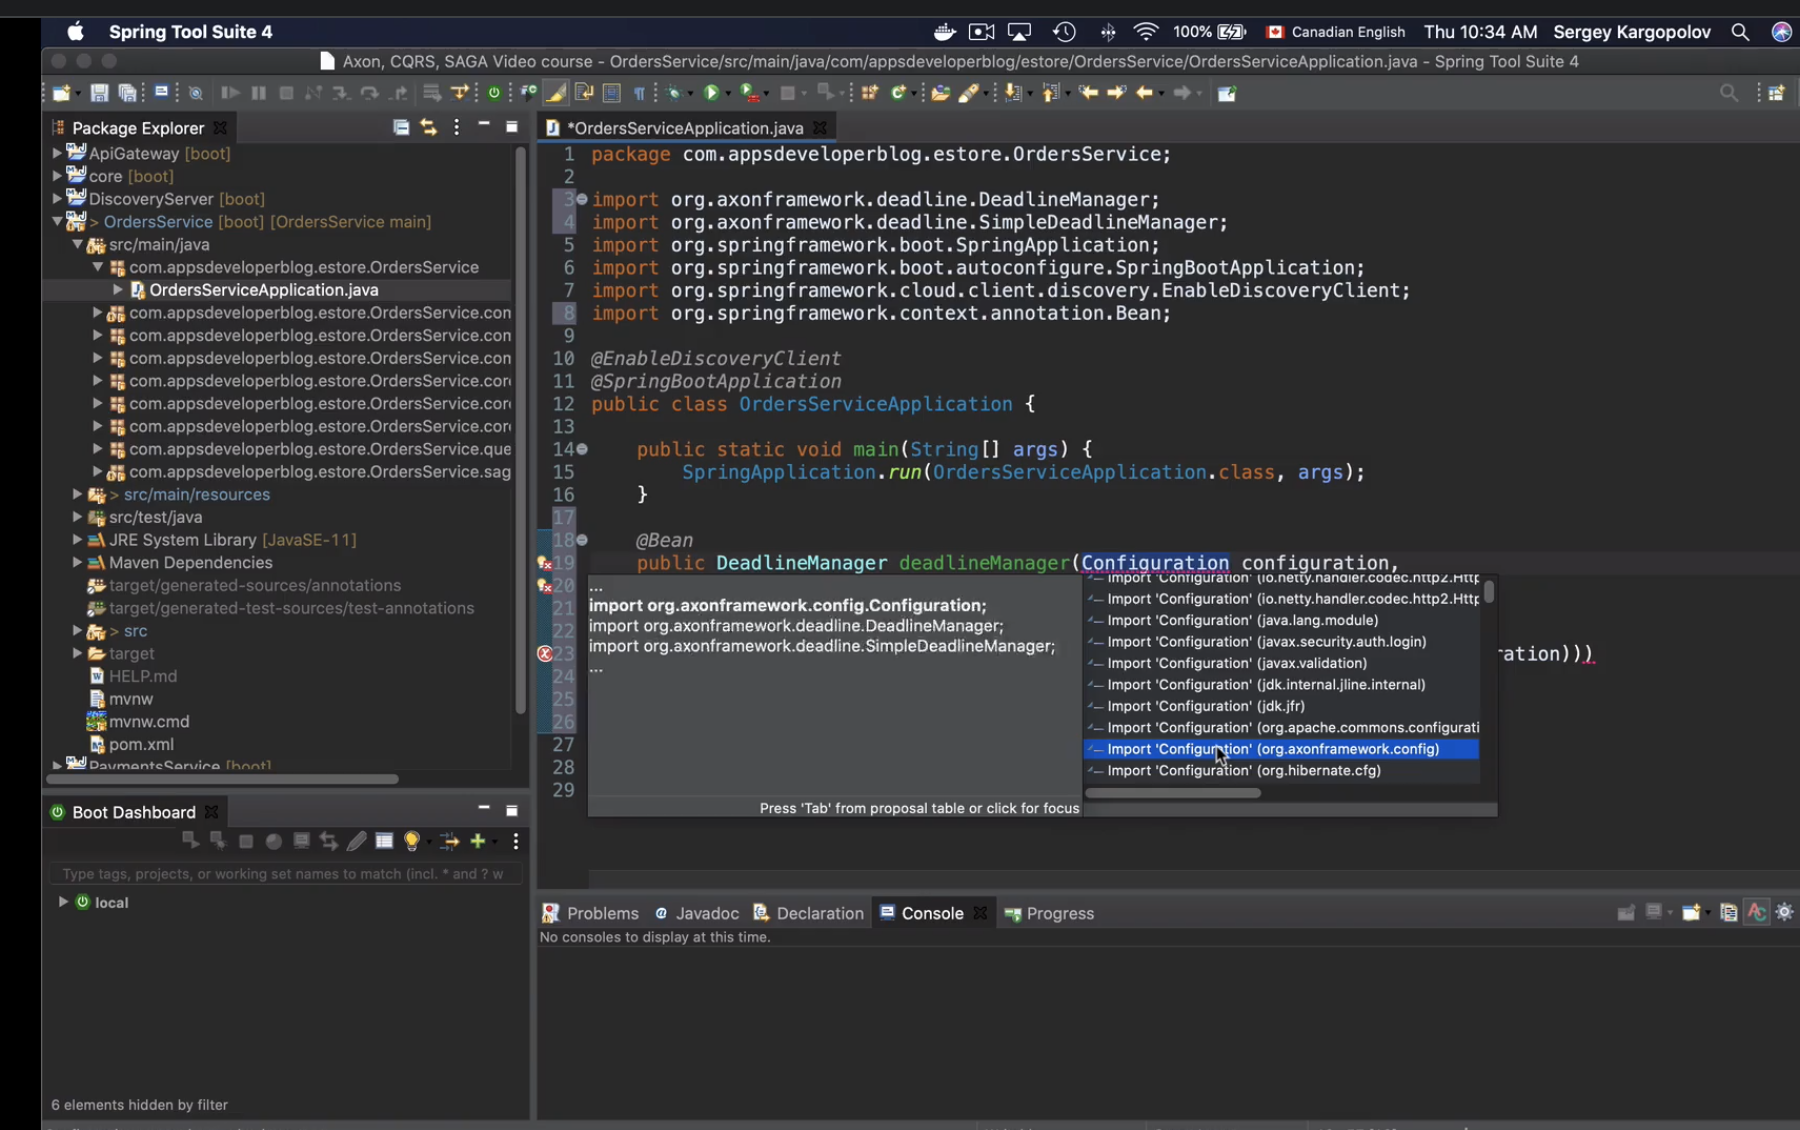 Spring Tool Suite 4
100%
Canadian English
Thu 10:34 AM
Sergey Kargopolov
Axon, CQRS, SAGA Video course - OrdersService/src/main/java/com/appsdeveloperblog/estore/OrdersService/OrdersServiceApplication.java - Spring Tool Suite 4
Package Explorer
ApiGateway [boot]
core [boot]
DiscoveryServer [boot]
> OrdersService [boot] [OrdersService main]
src/main/java
com.appsdeveloperblog.estore.OrdersService
OrdersServiceApplication.java
com.appsdeveloperblog.estore.OrdersService.con
com.appsdeveloperblog.estore.OrdersService.con
com.appsdeveloperblog.estore.OrdersService.con
com.appsdeveloperblog.estore.OrdersService.cor
com.appsdeveloperblog.estore.OrdersService.cor
com.appsdeveloperblog.estore.OrdersService.cor
com.appsdeveloperblog.estore.OrdersService.que
com.appsdeveloperblog.estore.OrdersService.sag
> src/main/resources
src/test/java
JRE System Library [JavaSE-11]
Maven Dependencies
target/generated-sources/annotations
target/generated-test-sources/test-annotations
> src
target
HELP.md
mvnw
mvnw.cmd
pom.xml
PaymentsService [boot]
*OrdersServiceApplication.java
1 package com.appsdeveloperblog.estore.OrdersService;
2
3 import org.axonframework.deadline.DeadlineManager;
4 import org.axonframework.deadline.SimpleDeadlineManager;
5 import org.springframework.boot.SpringApplication;
6 import org.springframework.boot.autoconfigure.SpringBootApplication;
7 import org.springframework.cloud.client.discovery.EnableDiscoveryClient;
8 import org.springframework.context.annotation.Bean;
9
10 @EnableDiscoveryClient
11 @SpringBootApplication
12 public class OrdersServiceApplication {
13
14 public static void main(String[] args) {
15 SpringApplication.run(OrdersServiceApplication.class, args);
16 }
17
18 @Bean
19 public DeadlineManager deadlineManager(Configuration configuration,
20
21
22
23 ration)))
24
25
26
27
28
29
...
import org.axonframework.config.Configuration;
import org.axonframework.deadline.DeadlineManager;
import org.axonframework.deadline.SimpleDeadlineManager;
...
Press 'Tab' from proposal table or click for focus
Import 'Configuration' (io.netty.handler.codec.http2.Http
Import 'Configuration' (io.netty.handler.codec.http2.Http
Import 'Configuration' (java.lang.module)
Import 'Configuration' (javax.security.auth.login)
Import 'Configuration' (javax.validation)
Import 'Configuration' (jdk.internal.jline.internal)
Import 'Configuration' (jdk.jfr)
Import 'Configuration' (org.apache.commons.configurati
Import 'Configuration' (org.axonframework.config)
Import 'Configuration' (org.hibernate.cfg)
Boot Dashboard
Type tags, projects, or working set names to match (incl. * and ? w
local
6 elements hidden by filter
Problems
@ Javadoc
Declaration
Console
Progress
No consoles to display at this time.